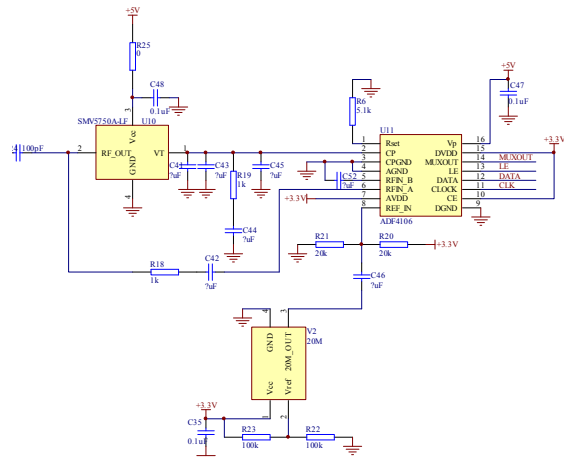 +5V
R25
0
C48
0.1uF
SMV5750A-LF
U10
3
Vcc
100pF
2
RF_OUT
VT
1
GND
4
C41
?uF
C43
?uF
R19
1k
C45
?uF
C44
?uF
R18
1k
C42
?uF
R6
5.1k
U11
+5V
C47
0.1uF
+3.3V
1
Rset
Vp
16
2
CP
DVDD
15
3
CPGND
MUXOUT
14
MUXOUT
4
AGND
LE
13
LE
5
RFIN_B
DATA
12
DATA
6
RFIN_A
CLOCK
11
CLK
7
AVDD
CE
10
8
REF_IN
DGND
9
ADF4106
C52
?uF
+3.3V
R21
20k
R20
20k
+3.3V
C46
?uF
4
3
V2
20M
GND
20M_OUT
Vcc
Vref
1
2
+3.3V
C35
0.1uF
R23
100k
R22
100k